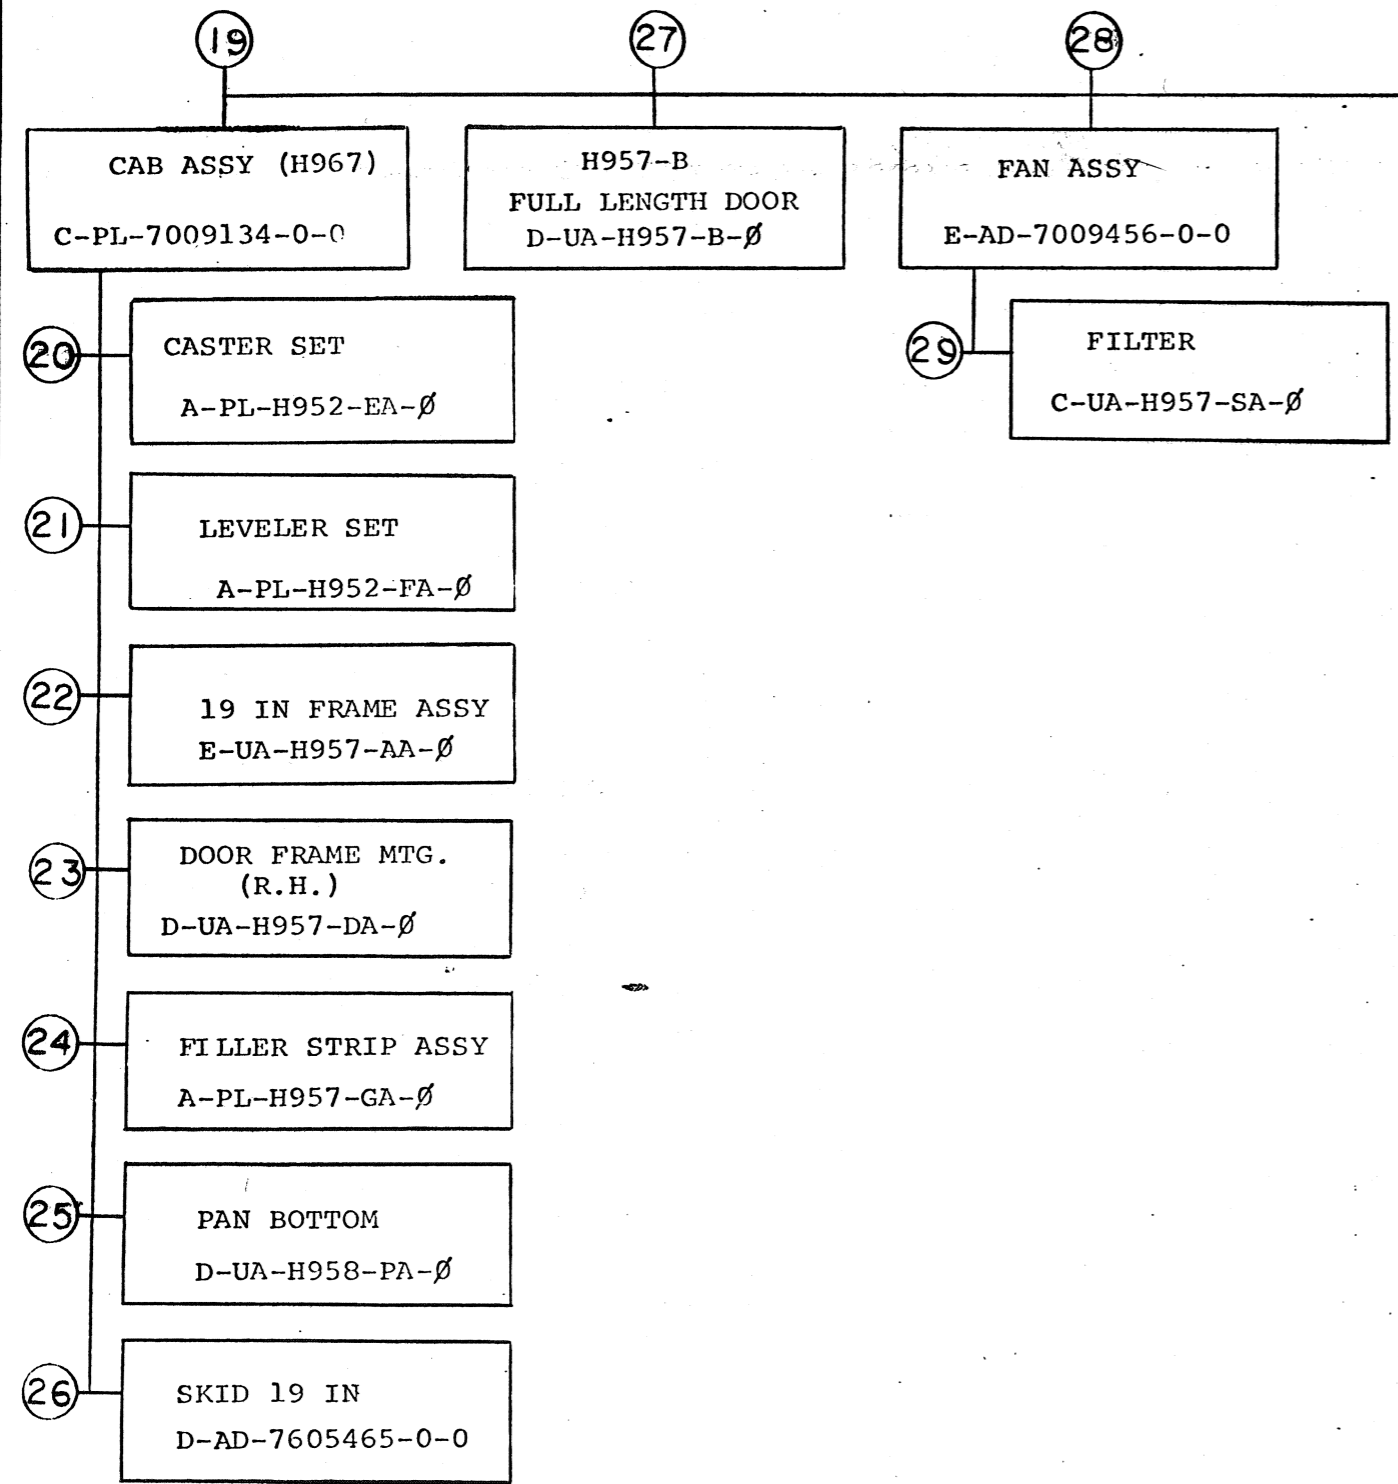 19
CAB ASSY (H967)
C-PL-7009134-0-0
27
H957-B
FULL LENGTH DOOR
D-UA-H957-B-Ø
28
FAN ASSY
E-AD-7009456-0-0
29
FILTER
C-UA-H957-SA-Ø
20
CASTER SET
A-PL-H952-EA-Ø
21
LEVELER SET
A-PL-H952-FA-Ø
22
19 IN FRAME ASSY
E-UA-H957-AA-Ø
23
DOOR FRAME MTG.
(R.H.)
D-UA-H957-DA-Ø
24
FILLER STRIP ASSY
A-PL-H957-GA-Ø
25
PAN BOTTOM
D-UA-H958-PA-Ø
26
SKID 19 IN
D-AD-7605465-0-0